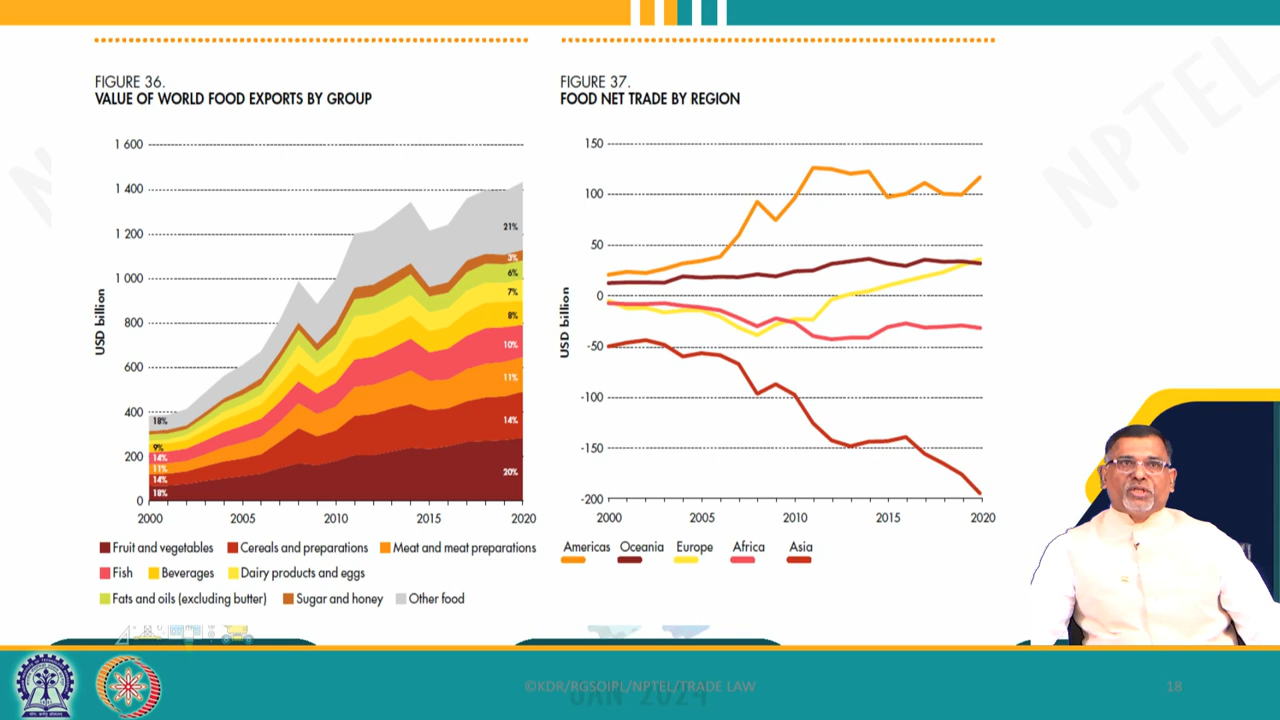 FIGURE 36.
VALUE OF WORLD FOOD EXPORTS BY GROUP
1 600
1 400
1 200
1 000
800
600
400
200
0
USD billion
18%
9%
14%
11%
14%
18%
21%
3%
6%
7%
8%
10%
11%
14%
20%
2000 2005 2010 2015 2020
Fruit and vegetables Cereals and preparations Meat and meat preparations
Fish Beverages Dairy products and eggs
Fats and oils (excluding butter) Sugar and honey Other food
FIGURE 37.
FOOD NET TRADE BY REGION
150
100
50
0
-50
-100
-150
-200
USD billion
2000 2005 2010 2015 2020
Americas Oceania Europe Africa Asia
NPTEL
N
©KDR/RGSOIPL/NPTEL/TRADE LAW
JAN 2024
18